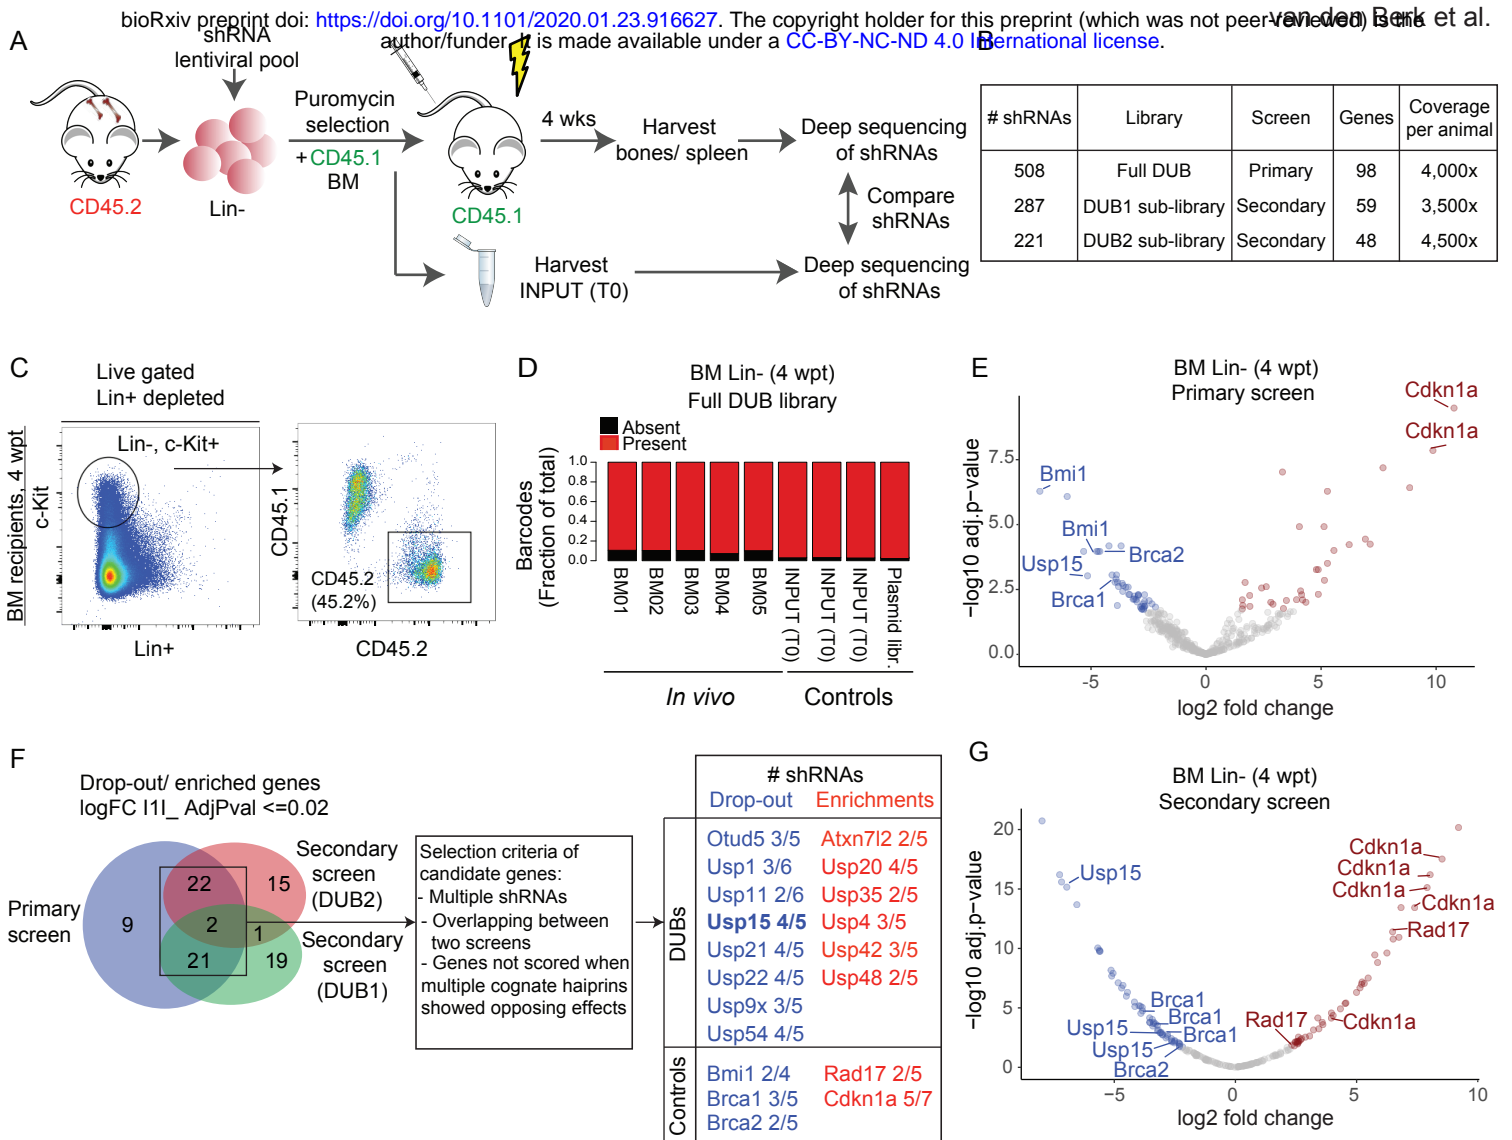 bioRxiv preprint doi: https://doi.org/10.1101/2020.01.23.916627. The copyright holder for this preprint (which was not peer-reviewed) is the
author/funder. It is made available under a CC-BY-NC-ND 4.0 International license.
van den Berk et al.
A
shRNA
lentiviral pool
CD45.2
Lin-
Puromycin
selection
+CD45.1
BM
CD45.1
4 wks
Harvest
bones/ spleen
Deep sequencing
of shRNAs
Compare
shRNAs
Harvest
INPUT (T0)
Deep sequencing
of shRNAs
B
# shRNAs Library Screen Genes Coverage
per animal
508 Full DUB Primary 98 4,000x
287 DUB1 sub-library Secondary 59 3,500x
221 DUB2 sub-library Secondary 48 4,500x
C
Live gated
Lin+ depleted
BM recipients, 4 wpt
c-Kit
Lin-, c-Kit+
Lin+
CD45.1
CD45.2
(45.2%)
CD45.2
D
BM Lin- (4 wpt)
Full DUB library
Absent
Present
Barcodes
(Fraction of total)
1.0
0.8
0.6
0.4
0.2
0.0
BM01
BM02
BM03
BM04
BM05
INPUT (T0)
INPUT (T0)
INPUT (T0)
Plasmid libr.
In vivo
Controls
E
BM Lin- (4 wpt)
Primary screen
Cdkn1a
Cdkn1a
Bmi1
Bmi1
Brca2
Usp15
Brca1
−log10 adj.p−value
7.5
5.0
2.5
0.0
-5 0 5 10
log2 fold change
F
Drop-out/ enriched genes
logFC I1I_ AdjPval <=0.02
Primary
screen
Secondary
screen
(DUB2)
Secondary
screen
(DUB1)
22
15
9
2
1
21
19
Selection criteria of
candidate genes:
- Multiple shRNAs
- Overlapping between
two screens
- Genes not scored when
multiple cognate haiprins
showed opposing effects
# shRNAs
Drop-out Enrichments
DUBs
Otud5 3/5 Atxn7l2 2/5
Usp1 3/6 Usp20 4/5
Usp11 2/6 Usp35 2/5
Usp15 4/5 Usp4 3/5
Usp21 4/5 Usp42 3/5
Usp22 4/5 Usp48 2/5
Usp9x 3/5
Usp54 4/5
Controls
Bmi1 2/4 Rad17 2/5
Brca1 3/5 Cdkn1a 5/7
Brca2 2/5
G
BM Lin- (4 wpt)
Secondary screen
−log10 adj.p−value
20
15
10
5
0
Usp15
Cdkn1a
Cdkn1a
Cdkn1a
Cdkn1a
Rad17
Brca1
Brca1
Usp15
Brca1
Usp15
Brca2
Rad17
Cdkn1a
−5 0 5 10
log2 fold change